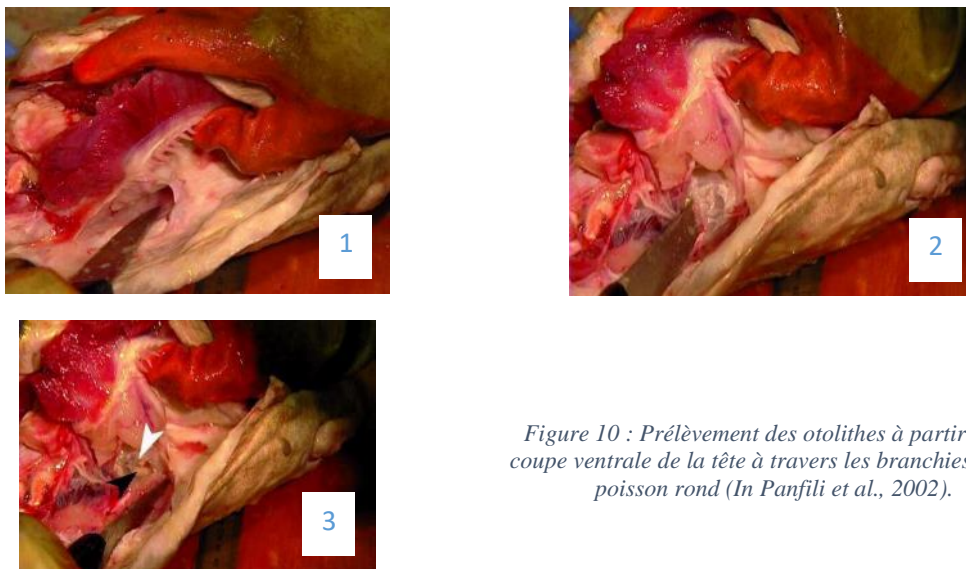 1
2
3
Figure 10 : Prélèvement des otolithes à partir
coupe ventrale de la tête à travers les branchies
poisson rond (In Panfili et al., 2002).